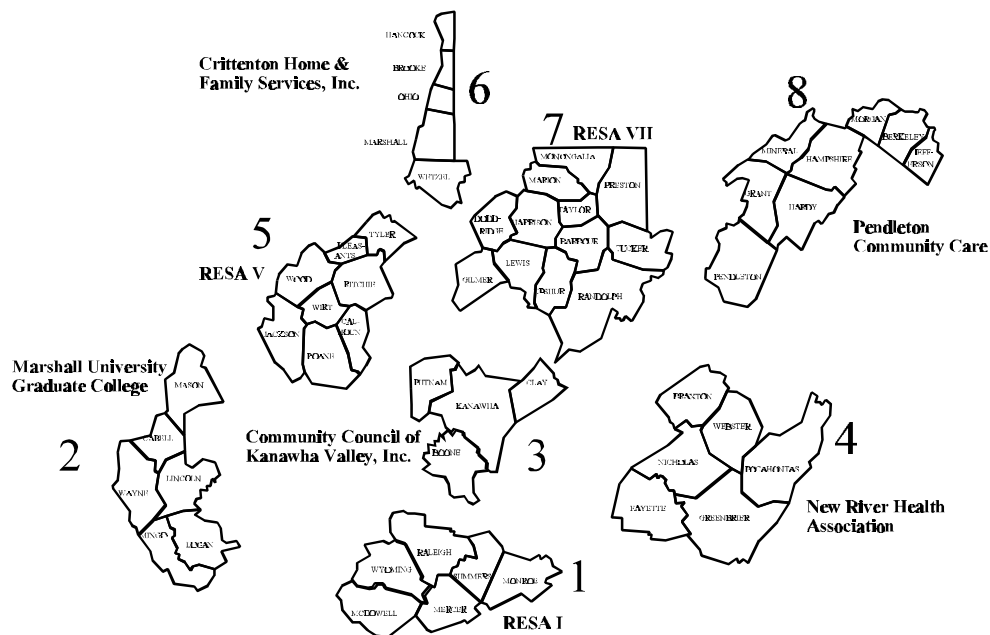 HANCOCK
Crittenton Home &
Family Services, Inc.
BROOKE
OHIO
6
MARSHALL
WETZEL
7
RESA VII
MONONGALIA
MARION
PRESTON
TAYLOR
DODD-
RIDGE
HARRISON
BARBOUR
TUCKER
LEWIS
GILMER
UPSHUR
RANDOLPH
8
MORGAN
BERKELEY
JEFF-
ERSON
MINERAL
HAMPSHIRE
GRANT
HARDY
PENDLETON
Pendleton
Community Care
5
RESA V
TYLER
PLEAS-
ANTS
WOOD
RITCHIE
WIRT
CAL-
HOUN
JACKSON
ROANE
Marshall University
Graduate College
MASON
2
CABELL
LINCOLN
WAYNE
MINGO
LOGAN
PUTNAM
CLAY
KANAWHA
Community Council of
Kanawha Valley, Inc.
BOONE
3
BRAXTON
WEBSTER
4
NICHOLAS
POCAHONTAS
FAYETTE
GREENBRIER
New River Health
Association
RALEIGH
WYOMING
SUMMERS
MONROE
1
MCDOWELL
MERCER
RESA I